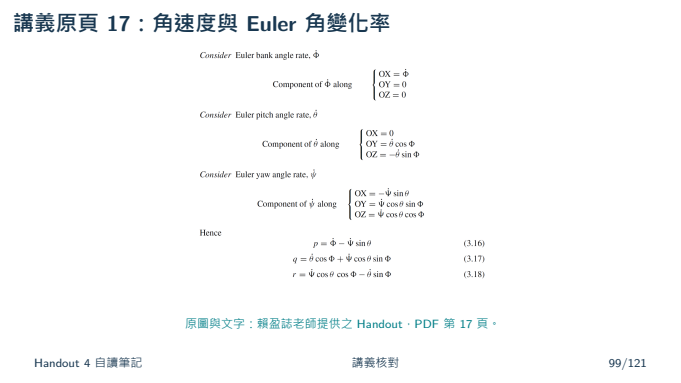 講義原頁 17：角速度與 Euler 角變化率
Consider Euler bank angle rate, Φ̇
Component of Φ̇ along { OX = Φ̇
OY = 0
OZ = 0
Consider Euler pitch angle rate, θ̇
Component of θ̇ along { OX = 0
OY = θ̇ cos Φ
OZ = −θ̇ sin Φ
Consider Euler yaw angle rate, ψ̇
Component of ψ̇ along { OX = −Ψ̇ sin θ
OY = Ψ̇ cos θ sin Φ
OZ = Ψ̇ cos θ cos Φ
Hence
p = Φ̇ − Ψ̇ sin θ (3.16)
q = θ̇ cos Φ + Ψ̇ cos θ sin Φ (3.17)
r = Ψ̇ cos θ cos Φ − θ̇ sin Φ (3.18)
原圖與文字：賴盈誌老師提供之 Handout，PDF 第 17 頁。
Handout 4 自讀筆記
講義核對
99/121